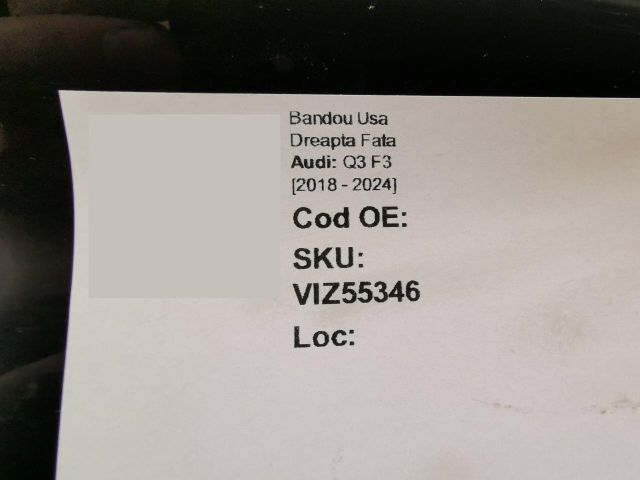 Bandou Usa
Dreapta Fata
Audi: Q3 F3
[2018 - 2024]
Cod OE:
SKU:
VIZ55346
Loc: